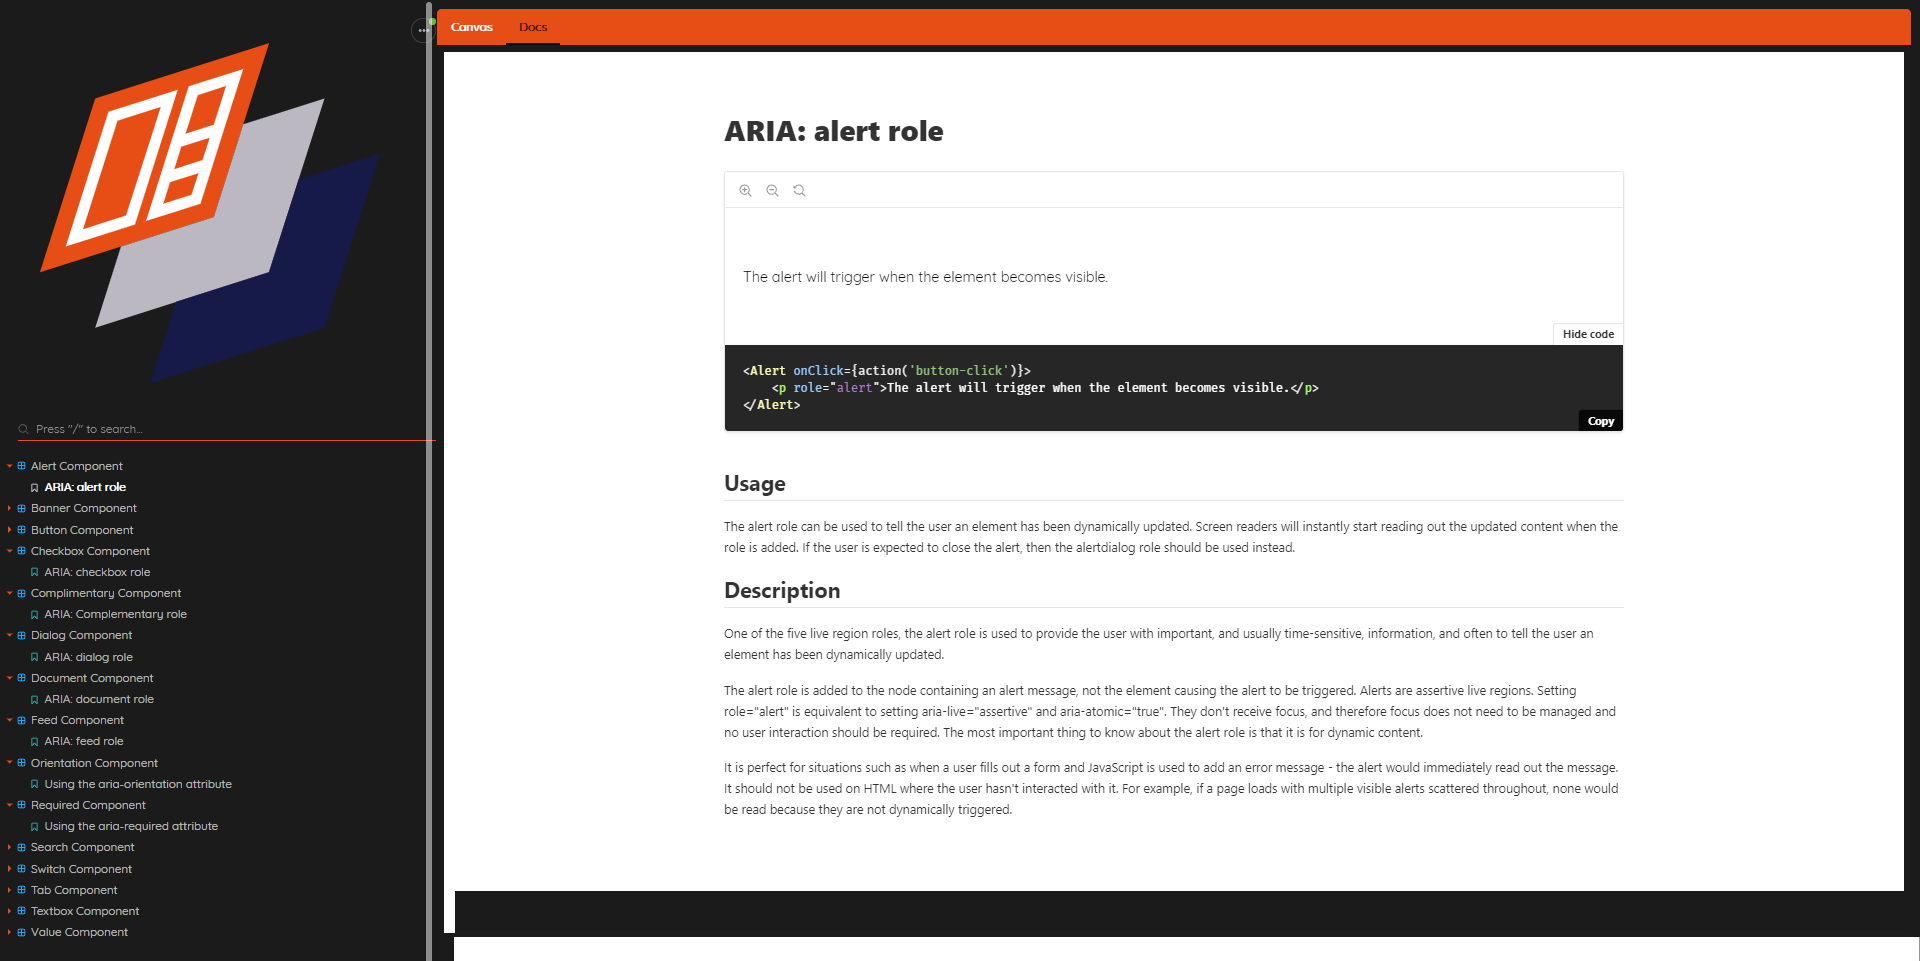 Canvas
Docs
Press "/" to search...
Alert Component
ARIA: alert role
Banner Component
Button Component
Checkbox Component
ARIA: checkbox role
Complimentary Component
ARIA: Complementary role
Dialog Component
ARIA: dialog role
Document Component
ARIA: document role
Feed Component
ARIA: feed role
Orientation Component
Using the aria-orientation attribute
Required Component
Using the aria-required attribute
Search Component
Switch Component
Tab Component
Textbox Component
Value Component
ARIA: alert role
The alert will trigger when the element becomes visible.
Hide code
<Alert onClick={action('button-click')}>
<p role="alert">The alert will trigger when the element becomes visible.</p>
</Alert>
Copy
Usage
The alert role can be used to tell the user an element has been dynamically updated. Screen readers will instantly start reading out the updated content when the
role is added. If the user is expected to close the alert, then the alertdialog role should be used instead.
Description
One of the five live region roles, the alert role is used to provide the user with important, and usually time-sensitive, information, and often to tell the user an
element has been dynamically updated.
The alert role is added to the node containing an alert message, not the element causing the alert to be triggered. Alerts are assertive live regions. Setting
role="alert" is equivalent to setting aria-live="assertive" and aria-atomic="true". They don't receive focus, and therefore focus does not need to be managed and
no user interaction should be required. The most important thing to know about the alert role is that it is for dynamic content.
It is perfect for situations such as when a user fills out a form and JavaScript is used to add an error message - the alert would immediately read out the message.
It should not be used on HTML where the user hasn't interacted with it. For example, if a page loads with multiple visible alerts scattered throughout, none would
be read because they are not dynamically triggered.